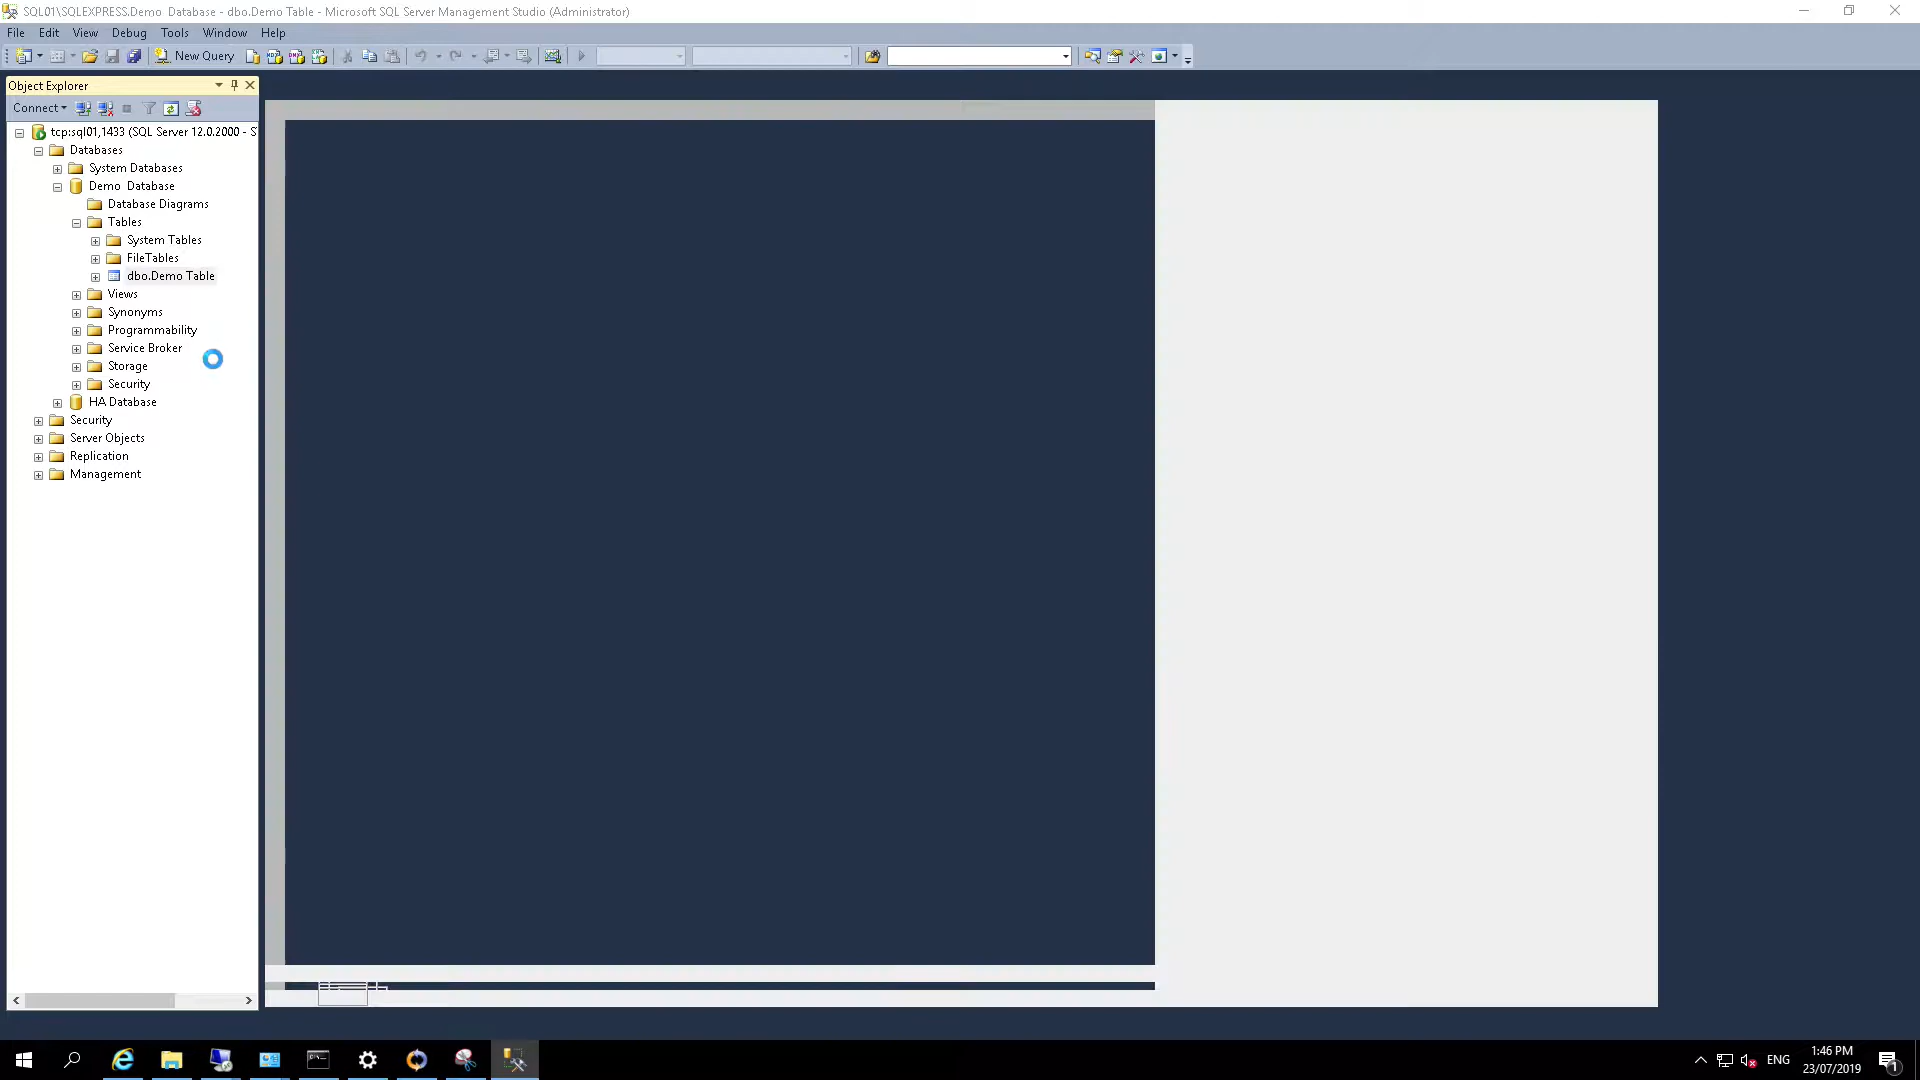 SQL01\SQLEXPRESS.Demo  Database - dbo.Demo Table - Microsoft SQL Server Management Studio (Administrator)
File Edit View Debug Tools Window Help
New Query
Object Explorer
Connect
tcp:sql01,1433 (SQL Server 12.0.2000 - S
Databases
System Databases
Demo  Database
Database Diagrams
Tables
System Tables
FileTables
dbo.Demo Table
Views
Synonyms
Programmability
Service Broker
Storage
Security
HA Database
Security
Server Objects
Replication
Management
ENG
1:46 PM
23/07/2019
1